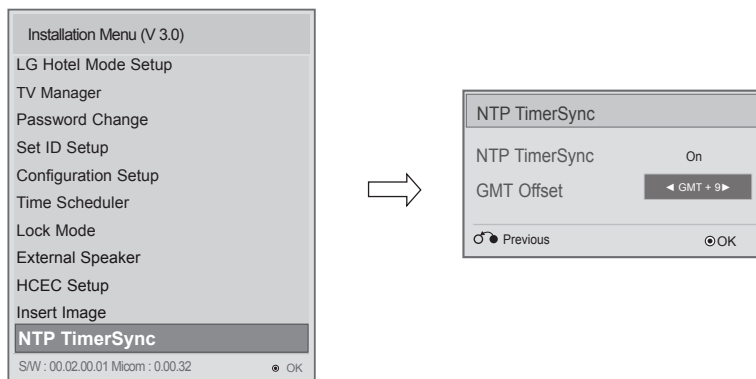 Installation Menu (V 3.0)
LG Hotel Mode Setup
TV Manager
Password Change
Set ID Setup
Configuration Setup
Time Scheduler
Lock Mode
External Speaker
HCEC Setup
Insert Image
NTP TimerSync
S/W : 00.02.00.01 Micom : 0.00.32 ◉ OK
NTP TimerSync
NTP TimerSync On
GMT Offset ◄ GMT + 9►
Previous ◉OK